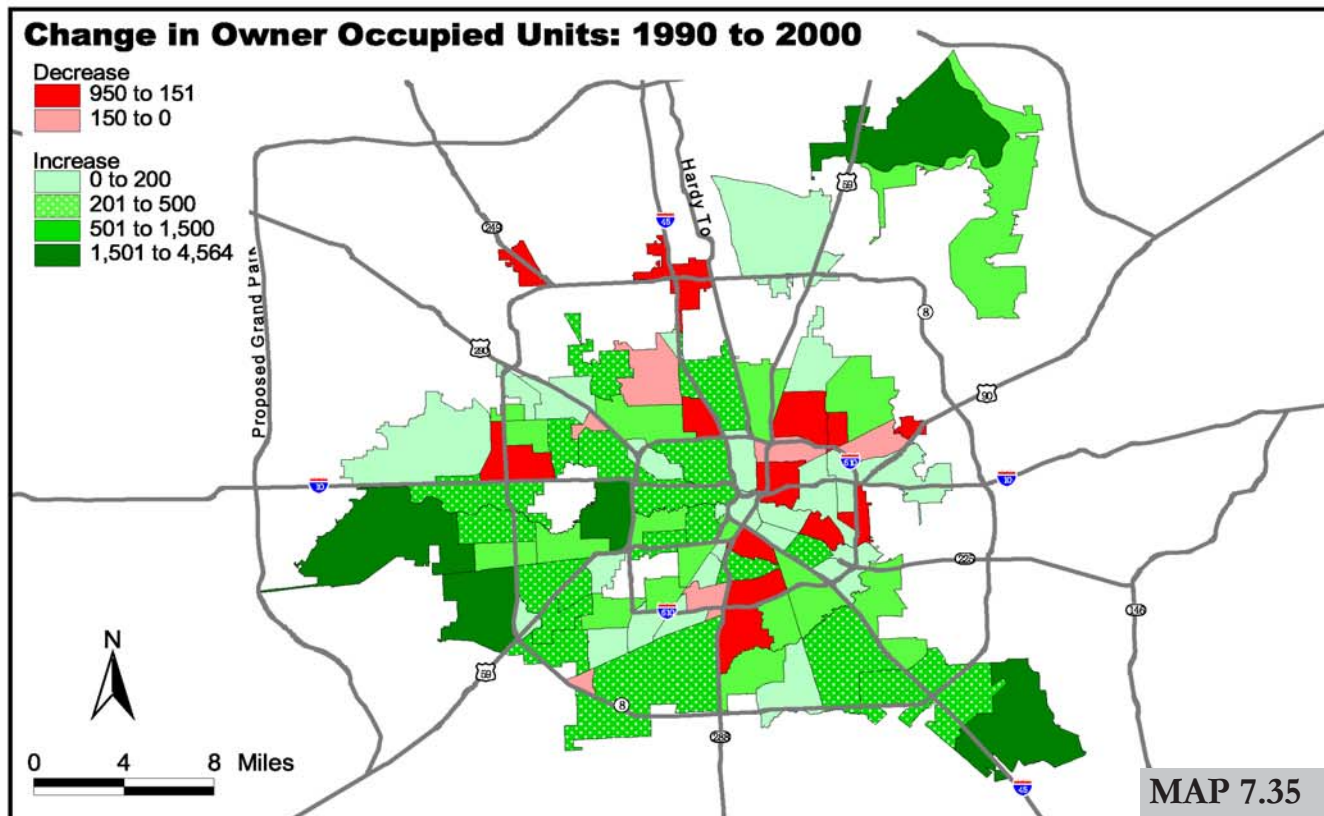 Change in Owner Occupied Units: 1990 to 2000
Decrease
950 to 151
150 to 0
Increase
0 to 200
201 to 500
501 to 1,500
1,501 to 4,564
Proposed Grand Park
Hardy To
249
45
59
290
8
90
10
610
10
225
146
610
59
8
288
45
N
0 4 8 Miles
MAP 7.35